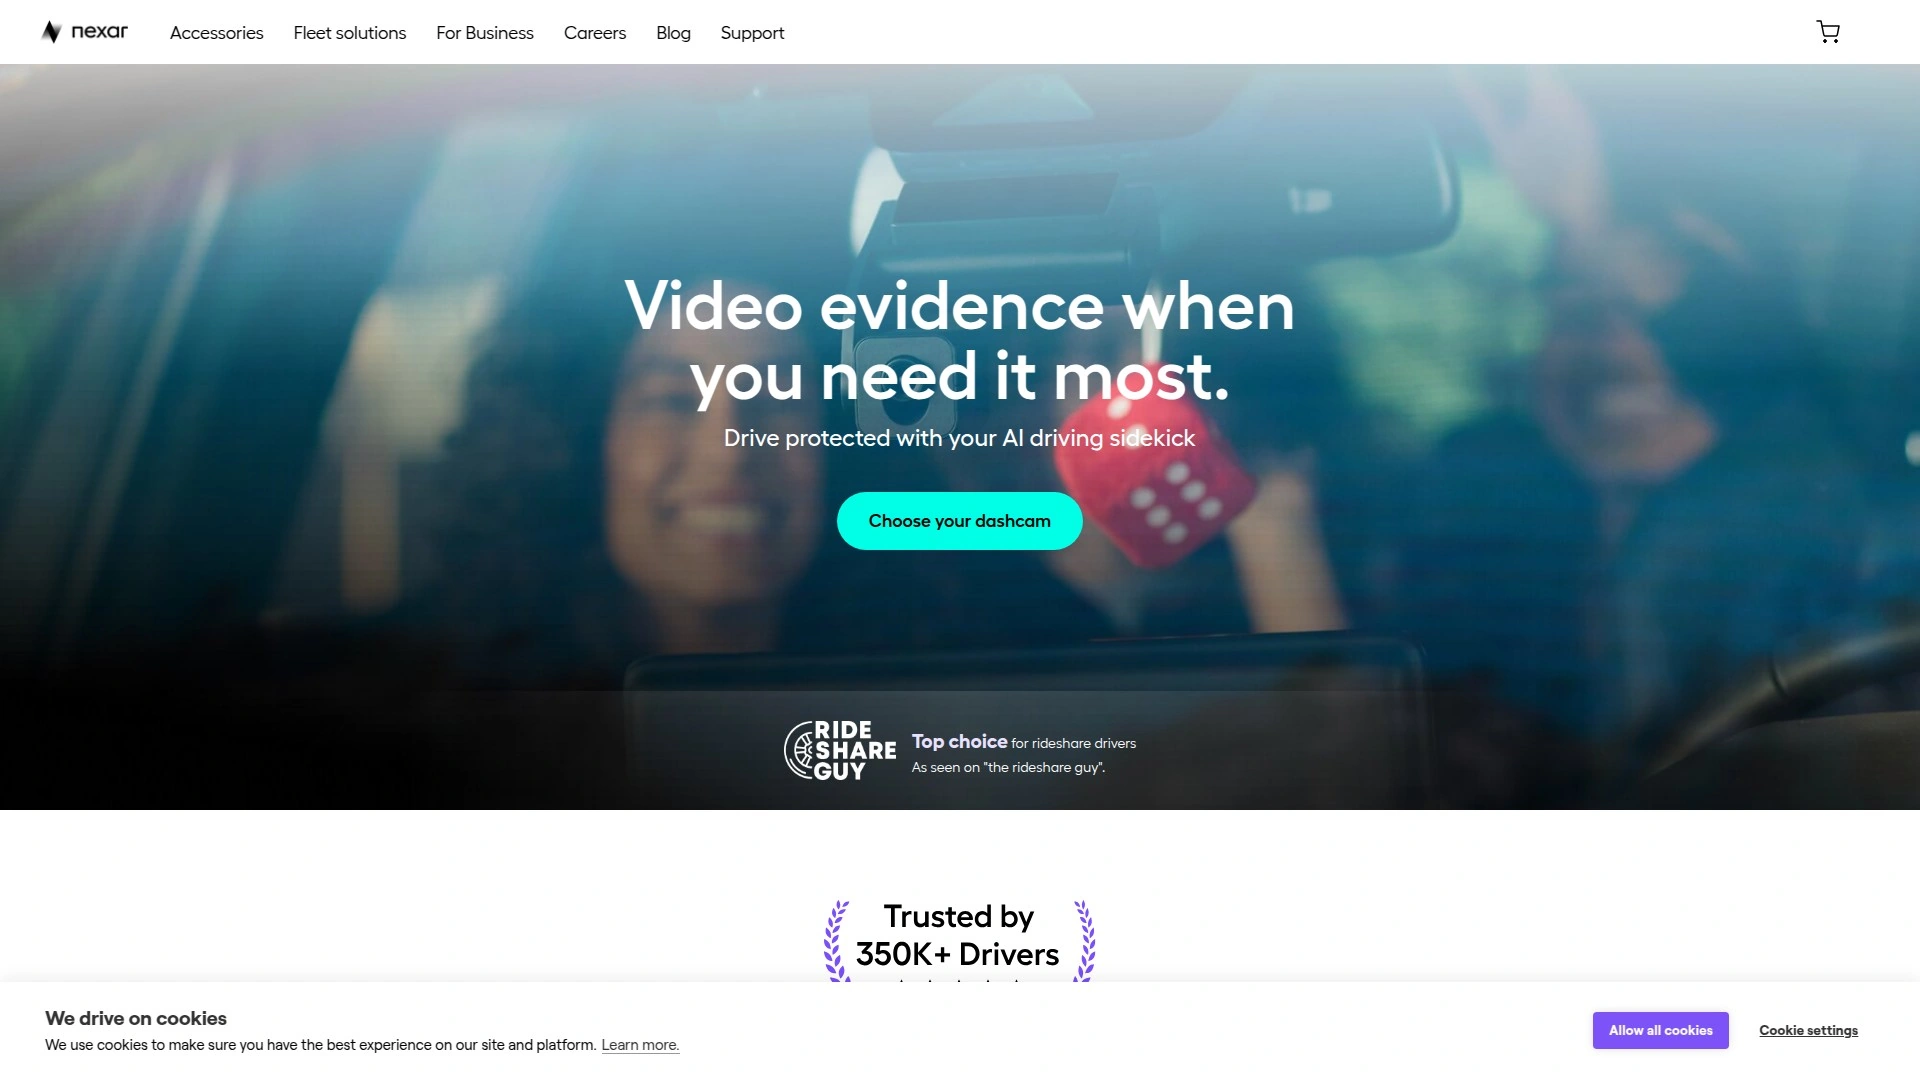 nexar
Accessories
Fleet solutions
For Business
Careers
Blog
Support
Video evidence when
you need it most.
Drive protected with your AI driving sidekick
Choose your dashcam
RIDE
SHARE
GUY
Top choice for rideshare drivers
As seen on "the rideshare guy".
Trusted by
350K+ Drivers
We drive on cookies
We use cookies to make sure you have the best experience on our site and platform. Learn more.
Allow all cookies
Cookie settings